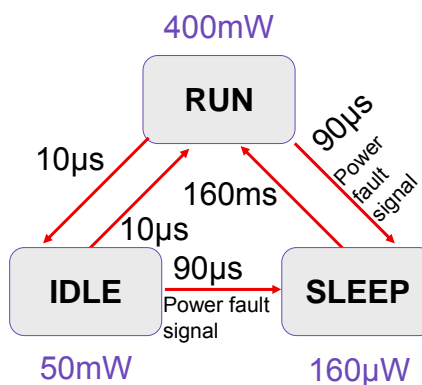 400mW
RUN
10µs
10µs
160ms
90µs
Power
fault
signal
IDLE
90µs
Power fault
signal
SLEEP
50mW
160µW